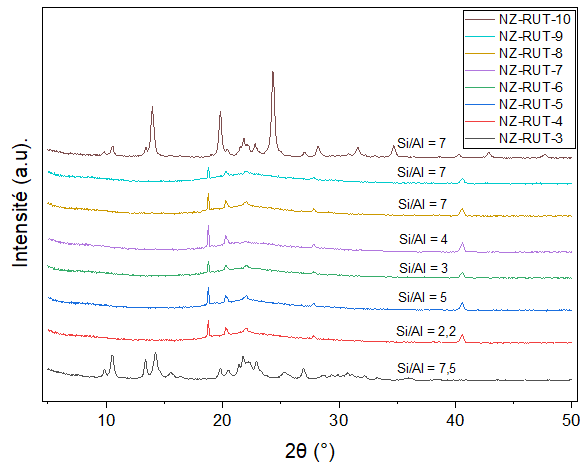 NZ-RUT-10
NZ-RUT-9
NZ-RUT-8
NZ-RUT-7
NZ-RUT-6
NZ-RUT-5
NZ-RUT-4
NZ-RUT-3
Intensité (a.u).
Si/Al = 7
Si/Al = 7
Si/Al = 7
Si/Al = 4
Si/Al = 3
Si/Al = 5
Si/Al = 2,2
Si/Al = 7,5
10 20 30 40 50
2θ (°)